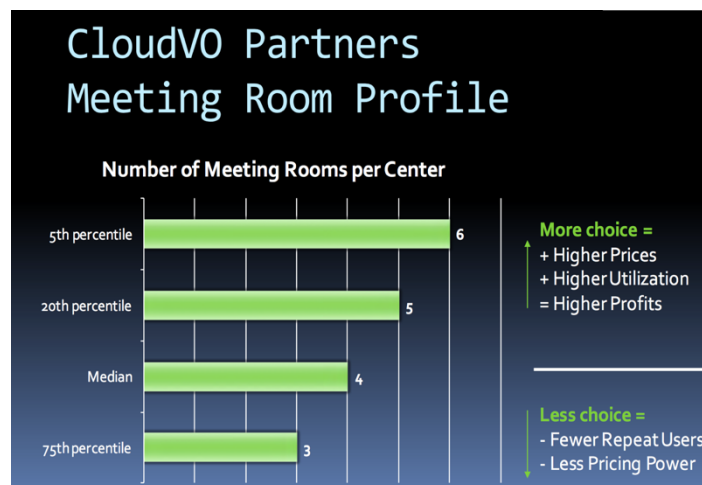 CloudVO Partners
Meeting Room Profile
Number of Meeting Rooms per Center
5th percentile
6
20th percentile
5
Median
4
75th percentile
3
More choice =
+ Higher Prices
+ Higher Utilization
= Higher Profits
Less choice =
- Fewer Repeat Users
- Less Pricing Power